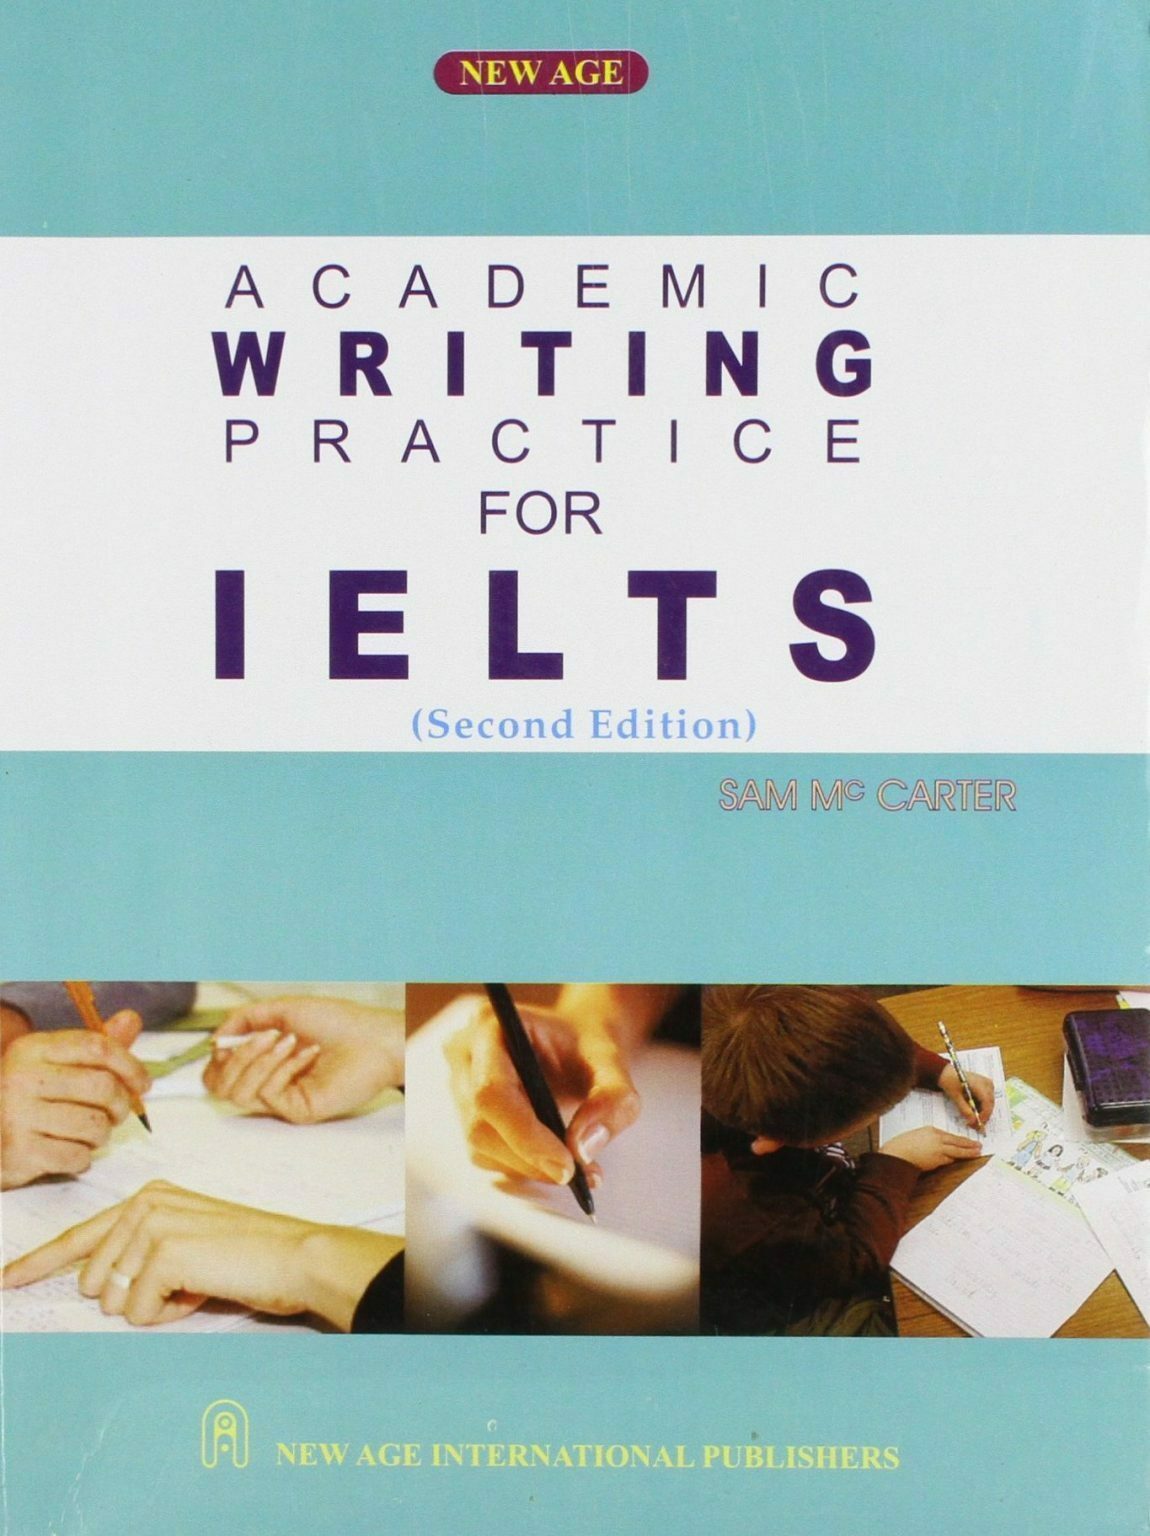 NEW AGE
ACADEMIC
WRITING
PRACTICE
FOR
IELTS
(Second Edition)
SAM Mc CARTER
NEW AGE INTERNATIONAL PUBLISHERS